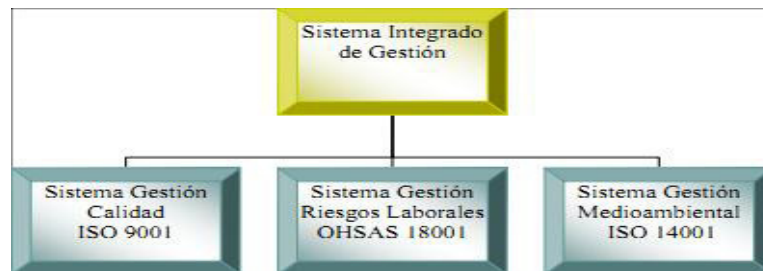 Sistema Integrado
de Gestión
Sistema Gestión
Calidad
ISO 9001
Sistema Gestión
Riesgos Laborales
OHSAS 18001
Sistema Gestión
Medioambiental
ISO 14001